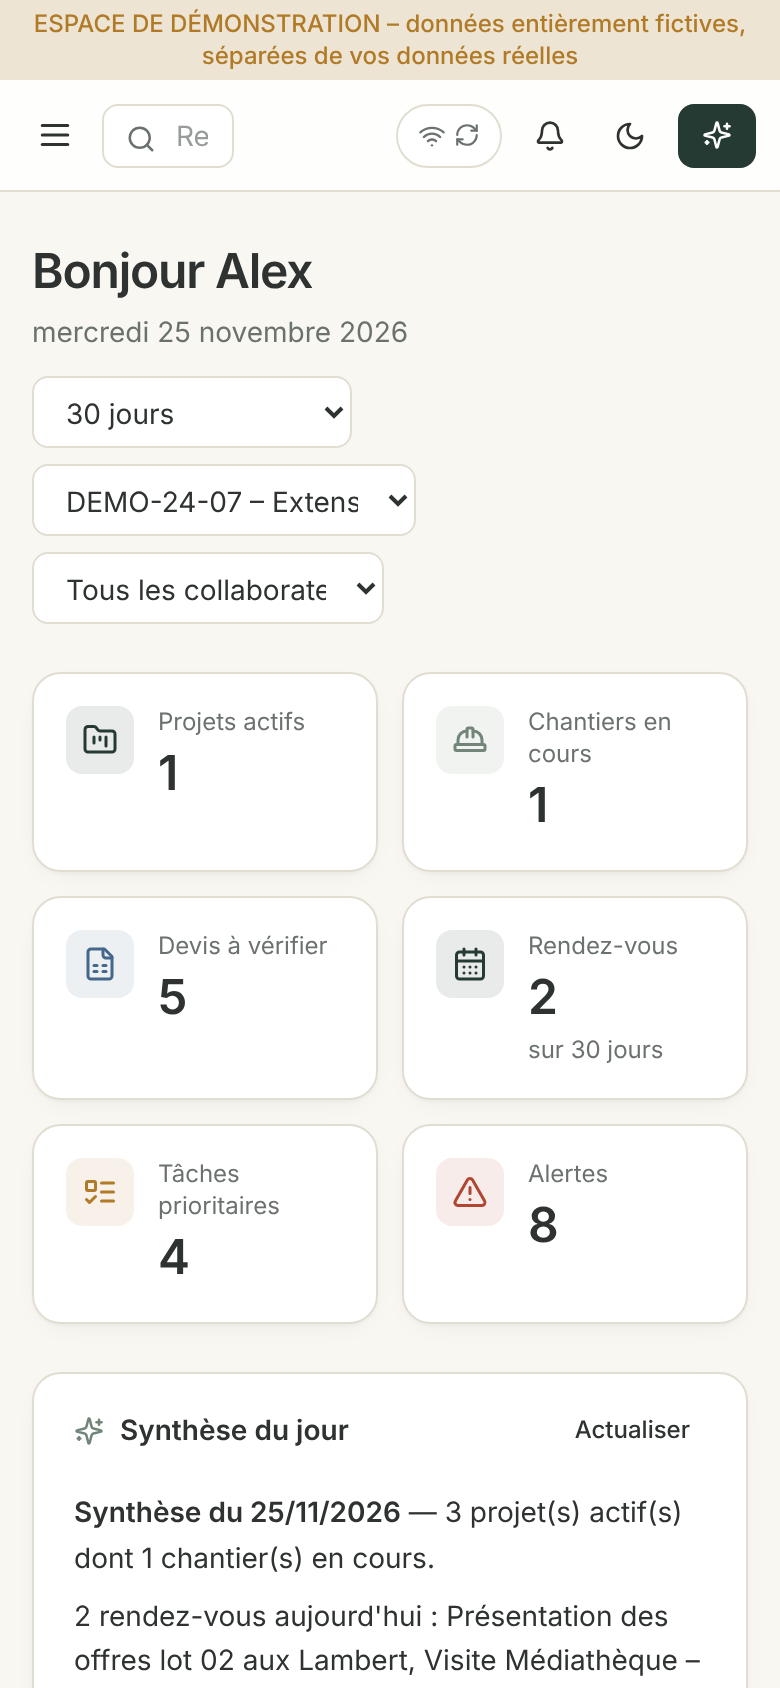 ESPACE DE DÉMONSTRATION – données entièrement fictives,
séparées de vos données réelles
Re
Bonjour Alex
mercredi 25 novembre 2026
30 jours
DEMO-24-07 – Extens
Tous les collaborate
Projets actifs
1
Chantiers en
cours
1
Devis à vérifier
5
Rendez-vous
2
sur 30 jours
Tâches
prioritaires
4
Alertes
8
Synthèse du jour
Actualiser
Synthèse du 25/11/2026 — 3 projet(s) actif(s)
dont 1 chantier(s) en cours.
2 rendez-vous aujourd'hui : Présentation des
offres lot 02 aux Lambert, Visite Médiathèque –